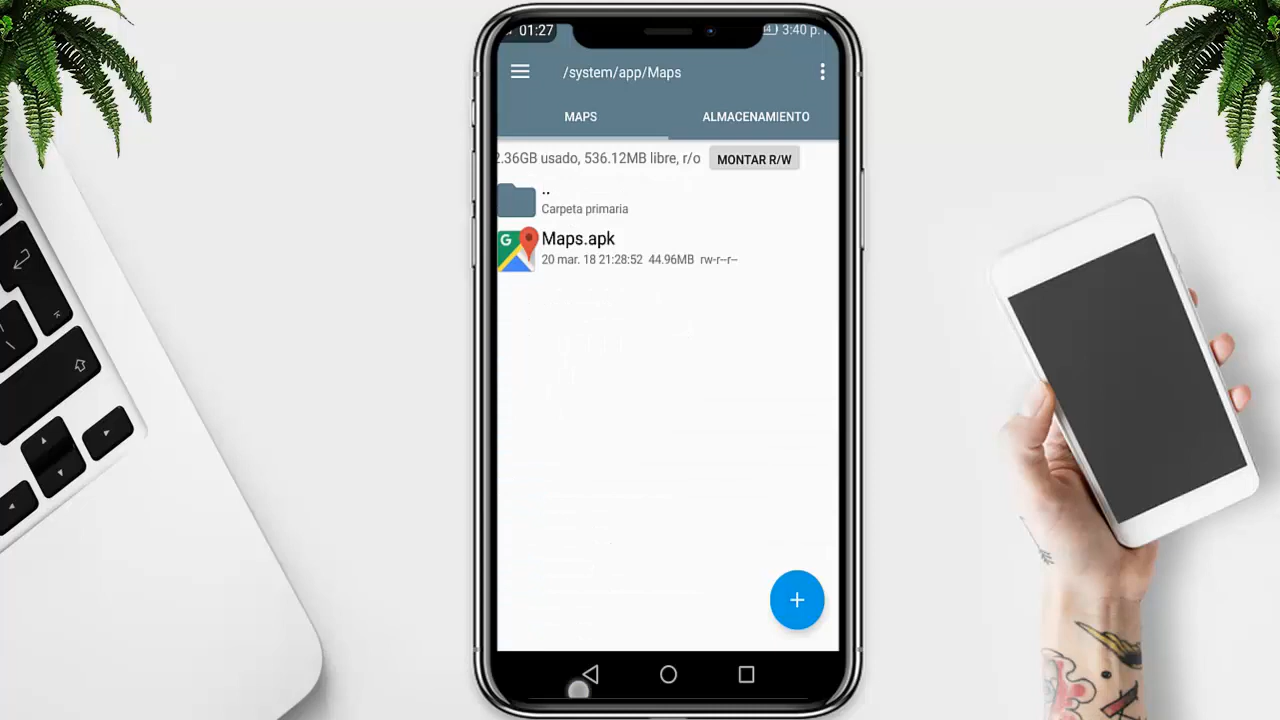 01:27
3:40 p.
/system/app/Maps
MAPS
ALMACENAMIENTO
2.36GB usado, 536.12MB libre, r/o
MONTAR R/W
..
Carpeta primaria
G
Maps.apk
20 mar. 18 21:28:52 44.96MB rw-r--r--